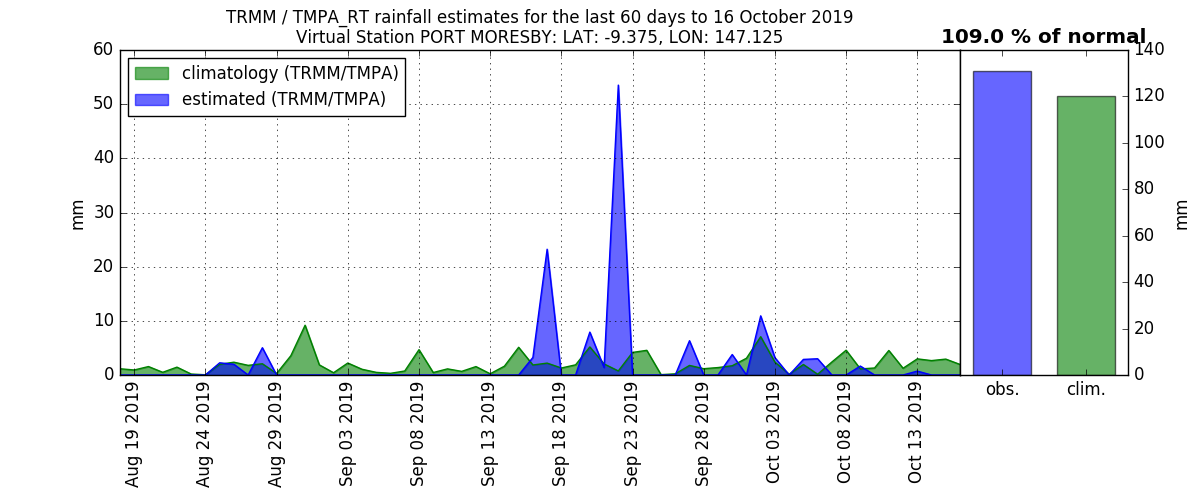 TRMM / TMPA_RT rainfall estimates for the last 60 days to 16 October 2019
Virtual Station PORT MORESBY: LAT: -9.375, LON: 147.125
109.0 % of normal
climatology (TRMM/TMPA)
estimated (TRMM/TMPA)
60
50
40
30
20
10
0
mm
140
120
100
80
60
40
20
0
mm
Aug 19 2019
Aug 24 2019
Aug 29 2019
Sep 03 2019
Sep 08 2019
Sep 13 2019
Sep 18 2019
Sep 23 2019
Sep 28 2019
Oct 03 2019
Oct 08 2019
Oct 13 2019
obs.
clim.